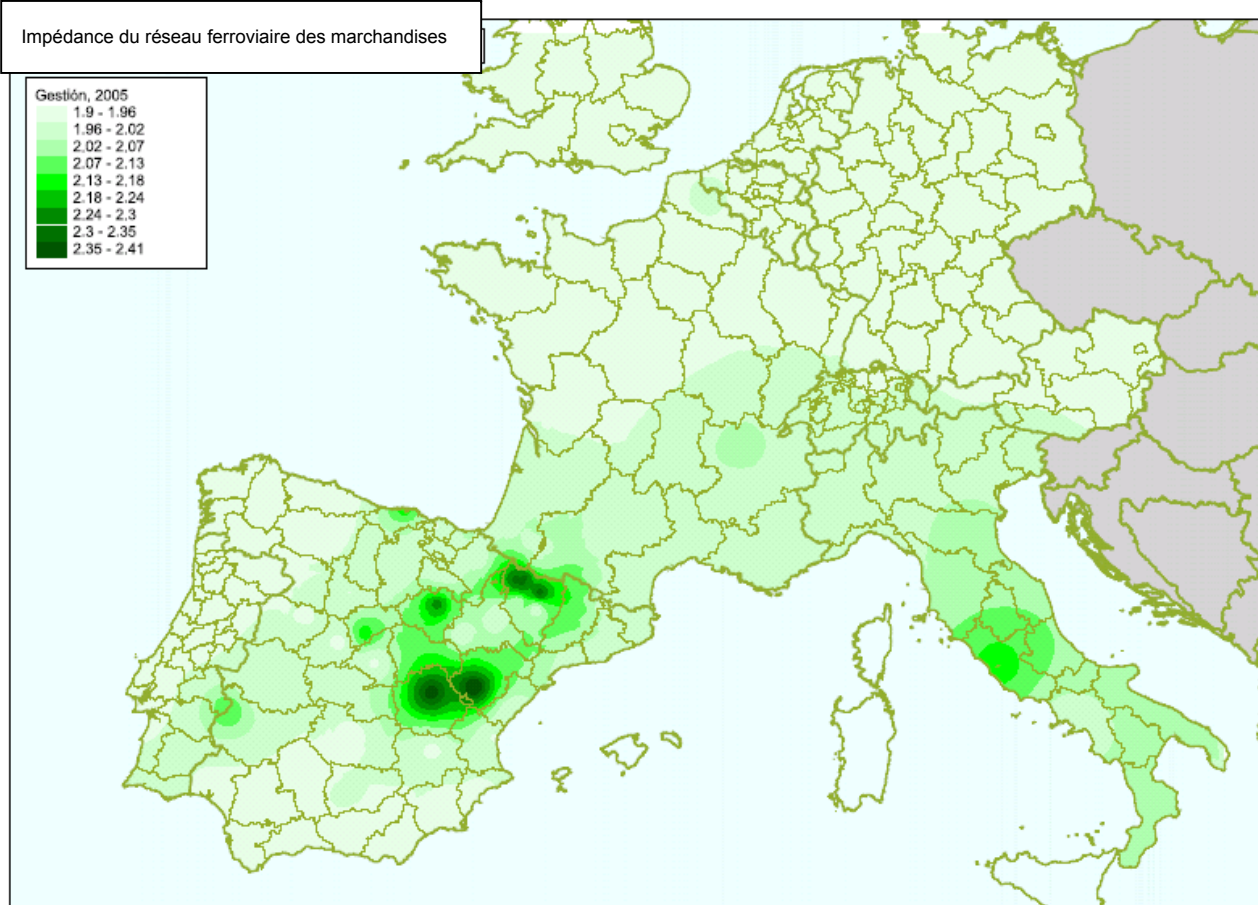 Impédance du réseau ferroviaire des marchandises
Gestión, 2005
1.9 - 1.96
1.96 - 2.02
2.02 - 2.07
2.07 - 2.13
2.13 - 2.18
2.18 - 2.24
2.24 - 2.3
2.3 - 2.35
2.35 - 2.41